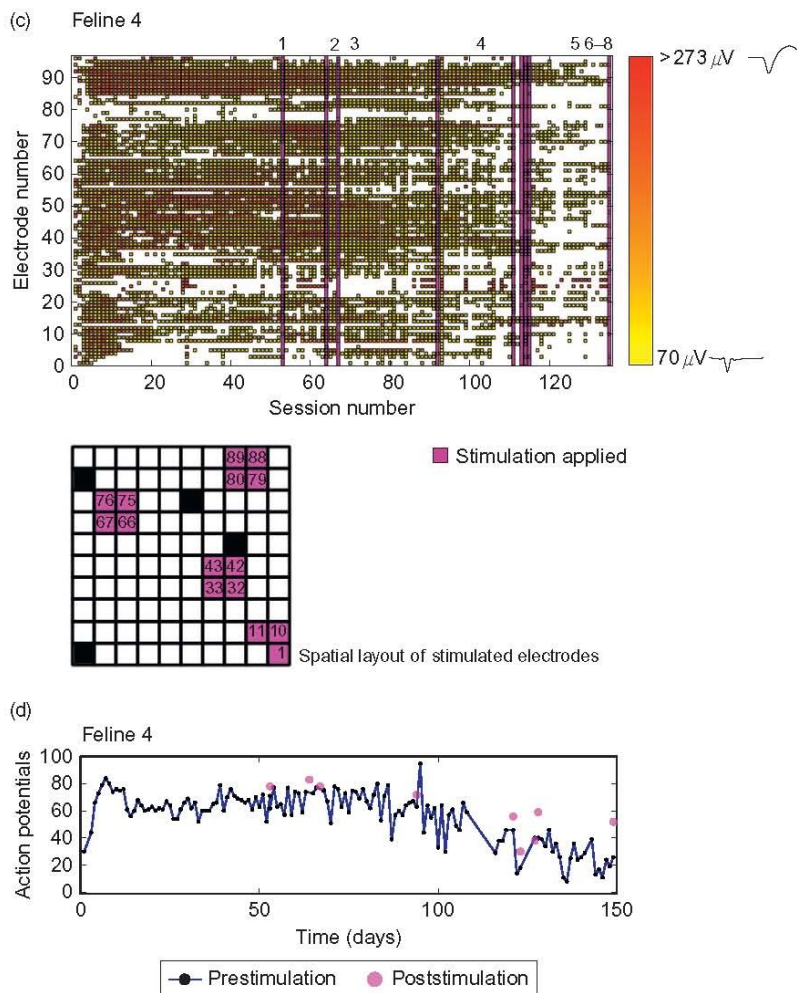 (c) Feline 4
1 2 3 4 5 6–8
Electrode number
90
80
70
60
50
40
30
20
10
0
0 20 40 60 80 100 120
Session number
>273 μV
70 μV
Stimulation applied
89 88
80 79
76 75
67 66
43 42
33 32
11 10
1
Spatial layout of stimulated electrodes
(d)
Feline 4
Action potentials
100
80
60
40
20
0
0 50 100 150
Time (days)
Prestimulation Poststimulation